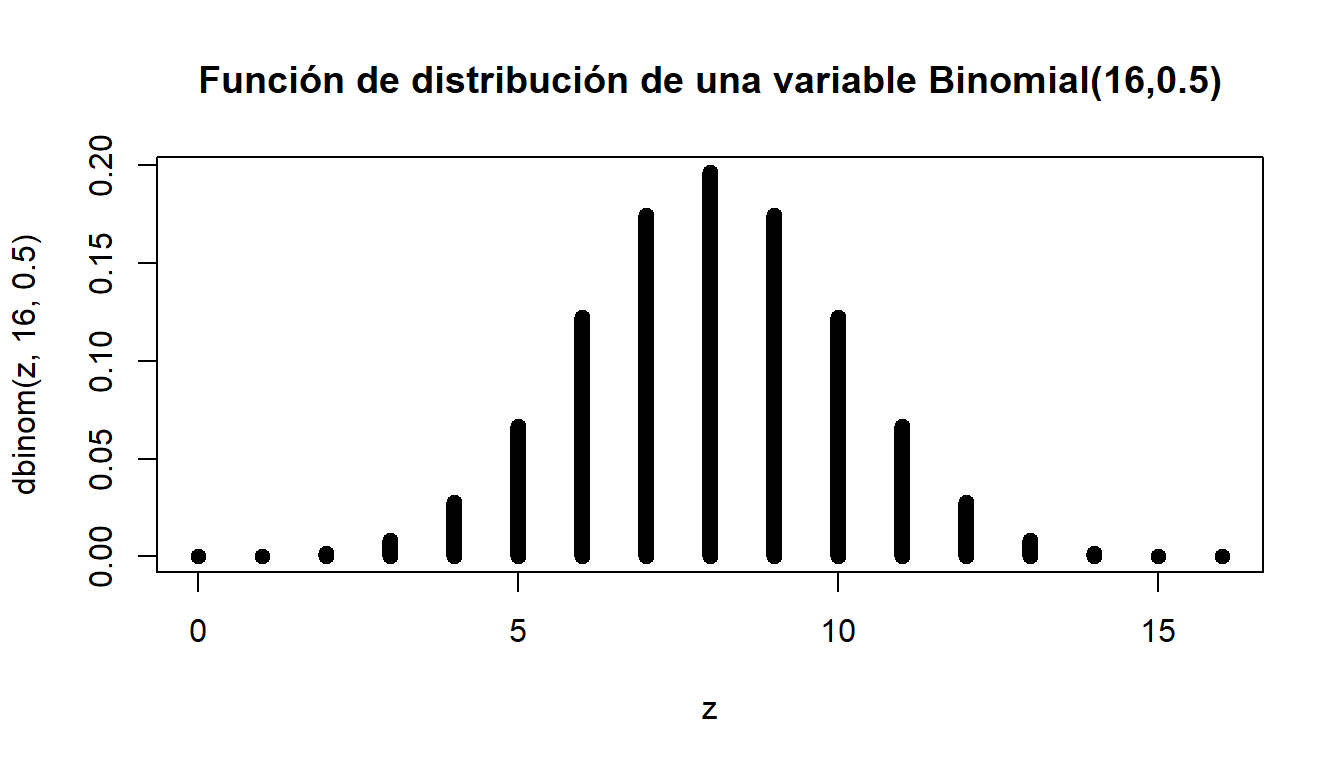 Función de distribución de una variable Binomial(16,0.5)
dbinom(z, 16, 0.5)
0.20
0.15
0.10
0.05
0.00
0 5 10 15
z